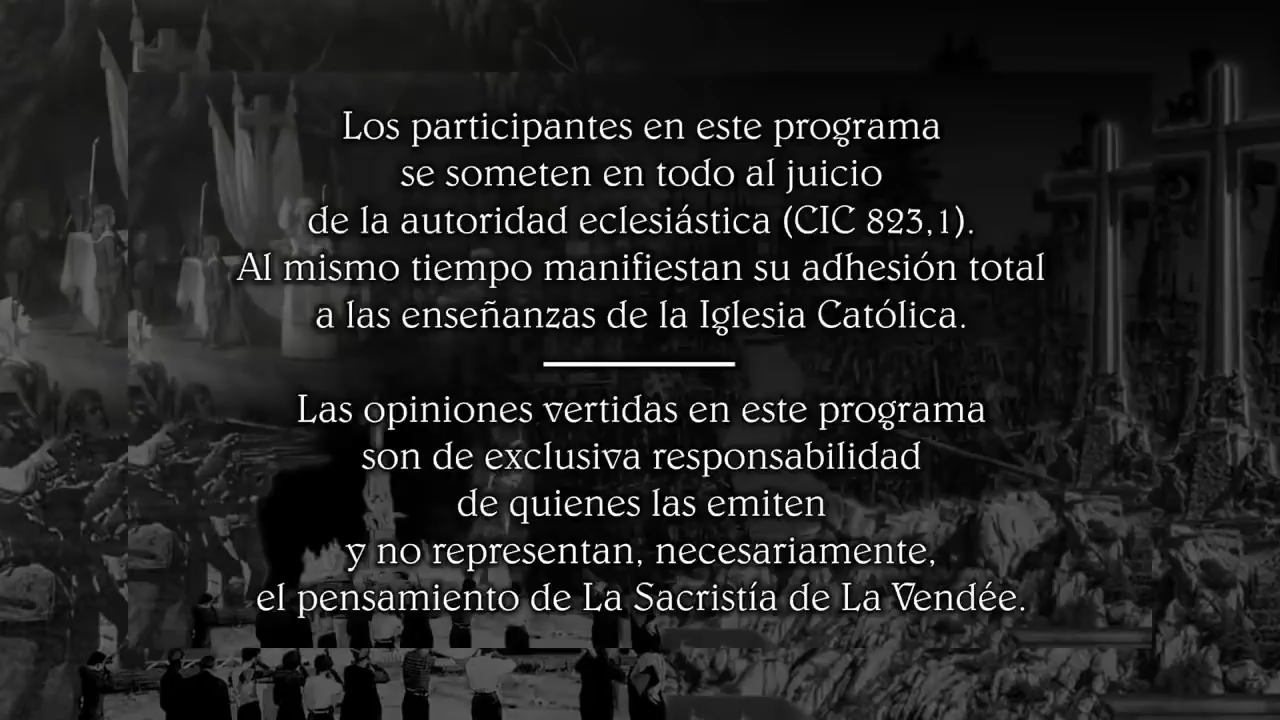 Los participantes en este programa
se someten en todo al juicio
de la autoridad eclesiástica (CIC 823,1).
Al mismo tiempo manifiestan su adhesión total
a las enseñanzas de la Iglesia Católica.
Las opiniones vertidas en este programa
son de exclusiva responsabilidad
de quienes las emiten
y no representan, necesariamente,
el pensamiento de La Sacristía de La Vendée.